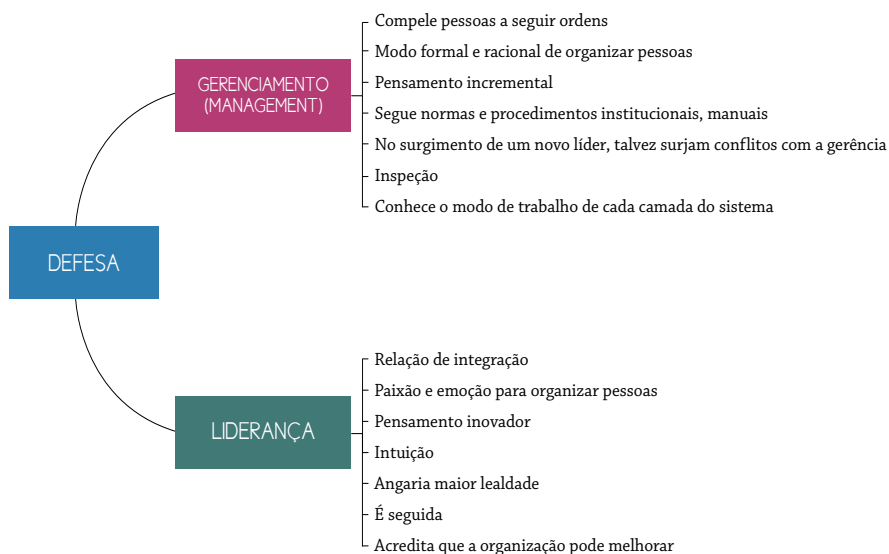 Compele pessoas a seguir ordens
Modo formal e racional de organizar pessoas
GERENCIAMENTO
(MANAGEMENT)
Pensamento incremental
Segue normas e procedimentos institucionais, manuais
No surgimento de um novo líder, talvez surjam conflitos com a gerência
Inspeção
Conhece o modo de trabalho de cada camada do sistema
DEFESA
Relação de integração
Paixão e emoção para organizar pessoas
Pensamento inovador
LIDERANÇA
Intuição
Angaria maior lealdade
É seguida
Acredita que a organização pode melhorar